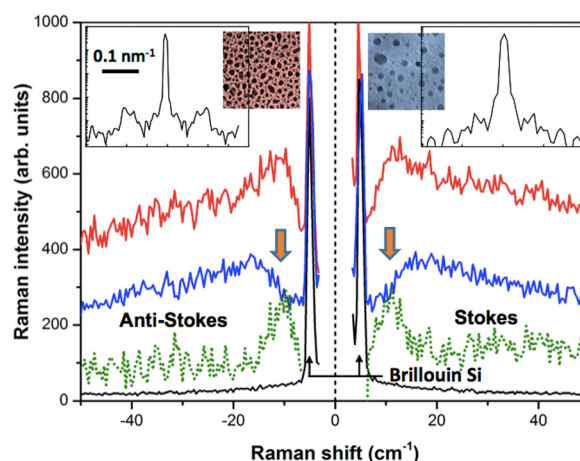 1000
800
600
400
200
0
Raman intensity (arb. units)
0.1 nm⁻¹
Anti-Stokes
Stokes
Brillouin Si
-40
-20
0
20
40
Raman shift (cm⁻¹)